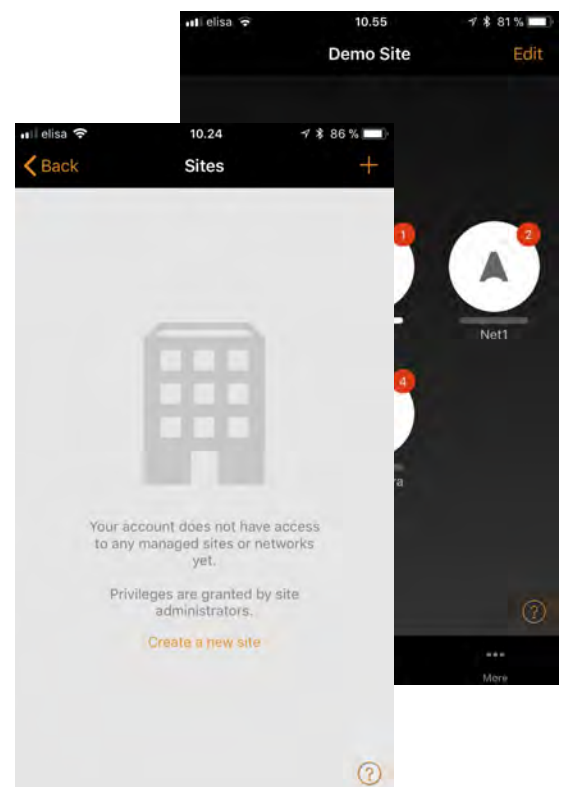 elisa 10.55 81 %
Demo Site Edit
elisa 10.24 86 %
Back Sites +
1
2
Net1
4
ra
Your account does not have access
to any managed sites or networks
yet.
Privileges are granted by site
administrators.
Create a new site
?
?
More